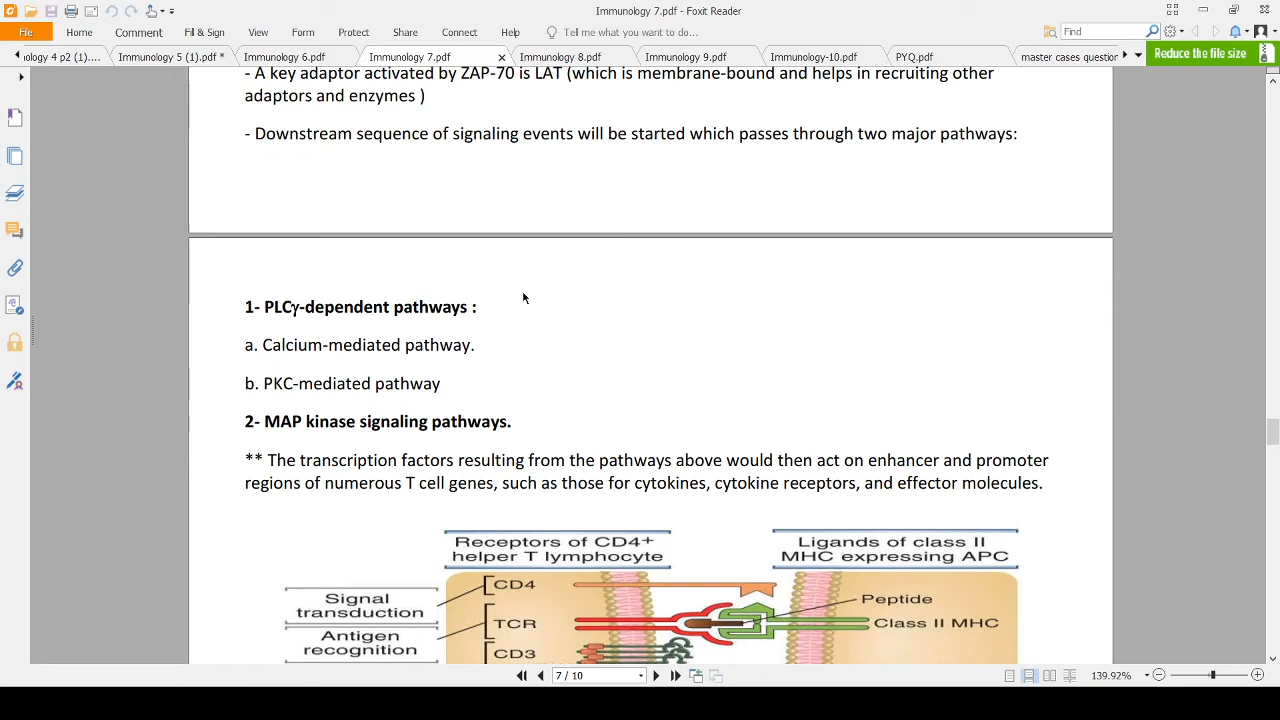 Immunology 7.pdf - Foxit Reader
File Home Comment View Form Protect Share Connect Help Tell me what you want to do...
Fill & Sign
Find
ology 4 p2 (1).... Immunology 5 (1).pdf * Immunology 6.pdf Immunology 7.pdf Immunology 8.pdf Immunology 9.pdf Immunology-10.pdf PYQ.pdf master cases question
Reduce the file size
- A key adaptor activated by ZAP-70 is LAT (which is membrane-bound and helps in recruiting other
adaptors and enzymes )
- Downstream sequence of signaling events will be started which passes through two major pathways:
1- PLCγ-dependent pathways :
a. Calcium-mediated pathway.
b. PKC-mediated pathway
2- MAP kinase signaling pathways.
** The transcription factors resulting from the pathways above would then act on enhancer and promoter
regions of numerous T cell genes, such as those for cytokines, cytokine receptors, and effector molecules.
Receptors of CD4+
helper T lymphocyte
Ligands of class II
MHC expressing APC
Signal
transduction
CD4
Peptide
TCR
Class II MHC
Antigen
recognition
CD3
7 / 10
139.92%